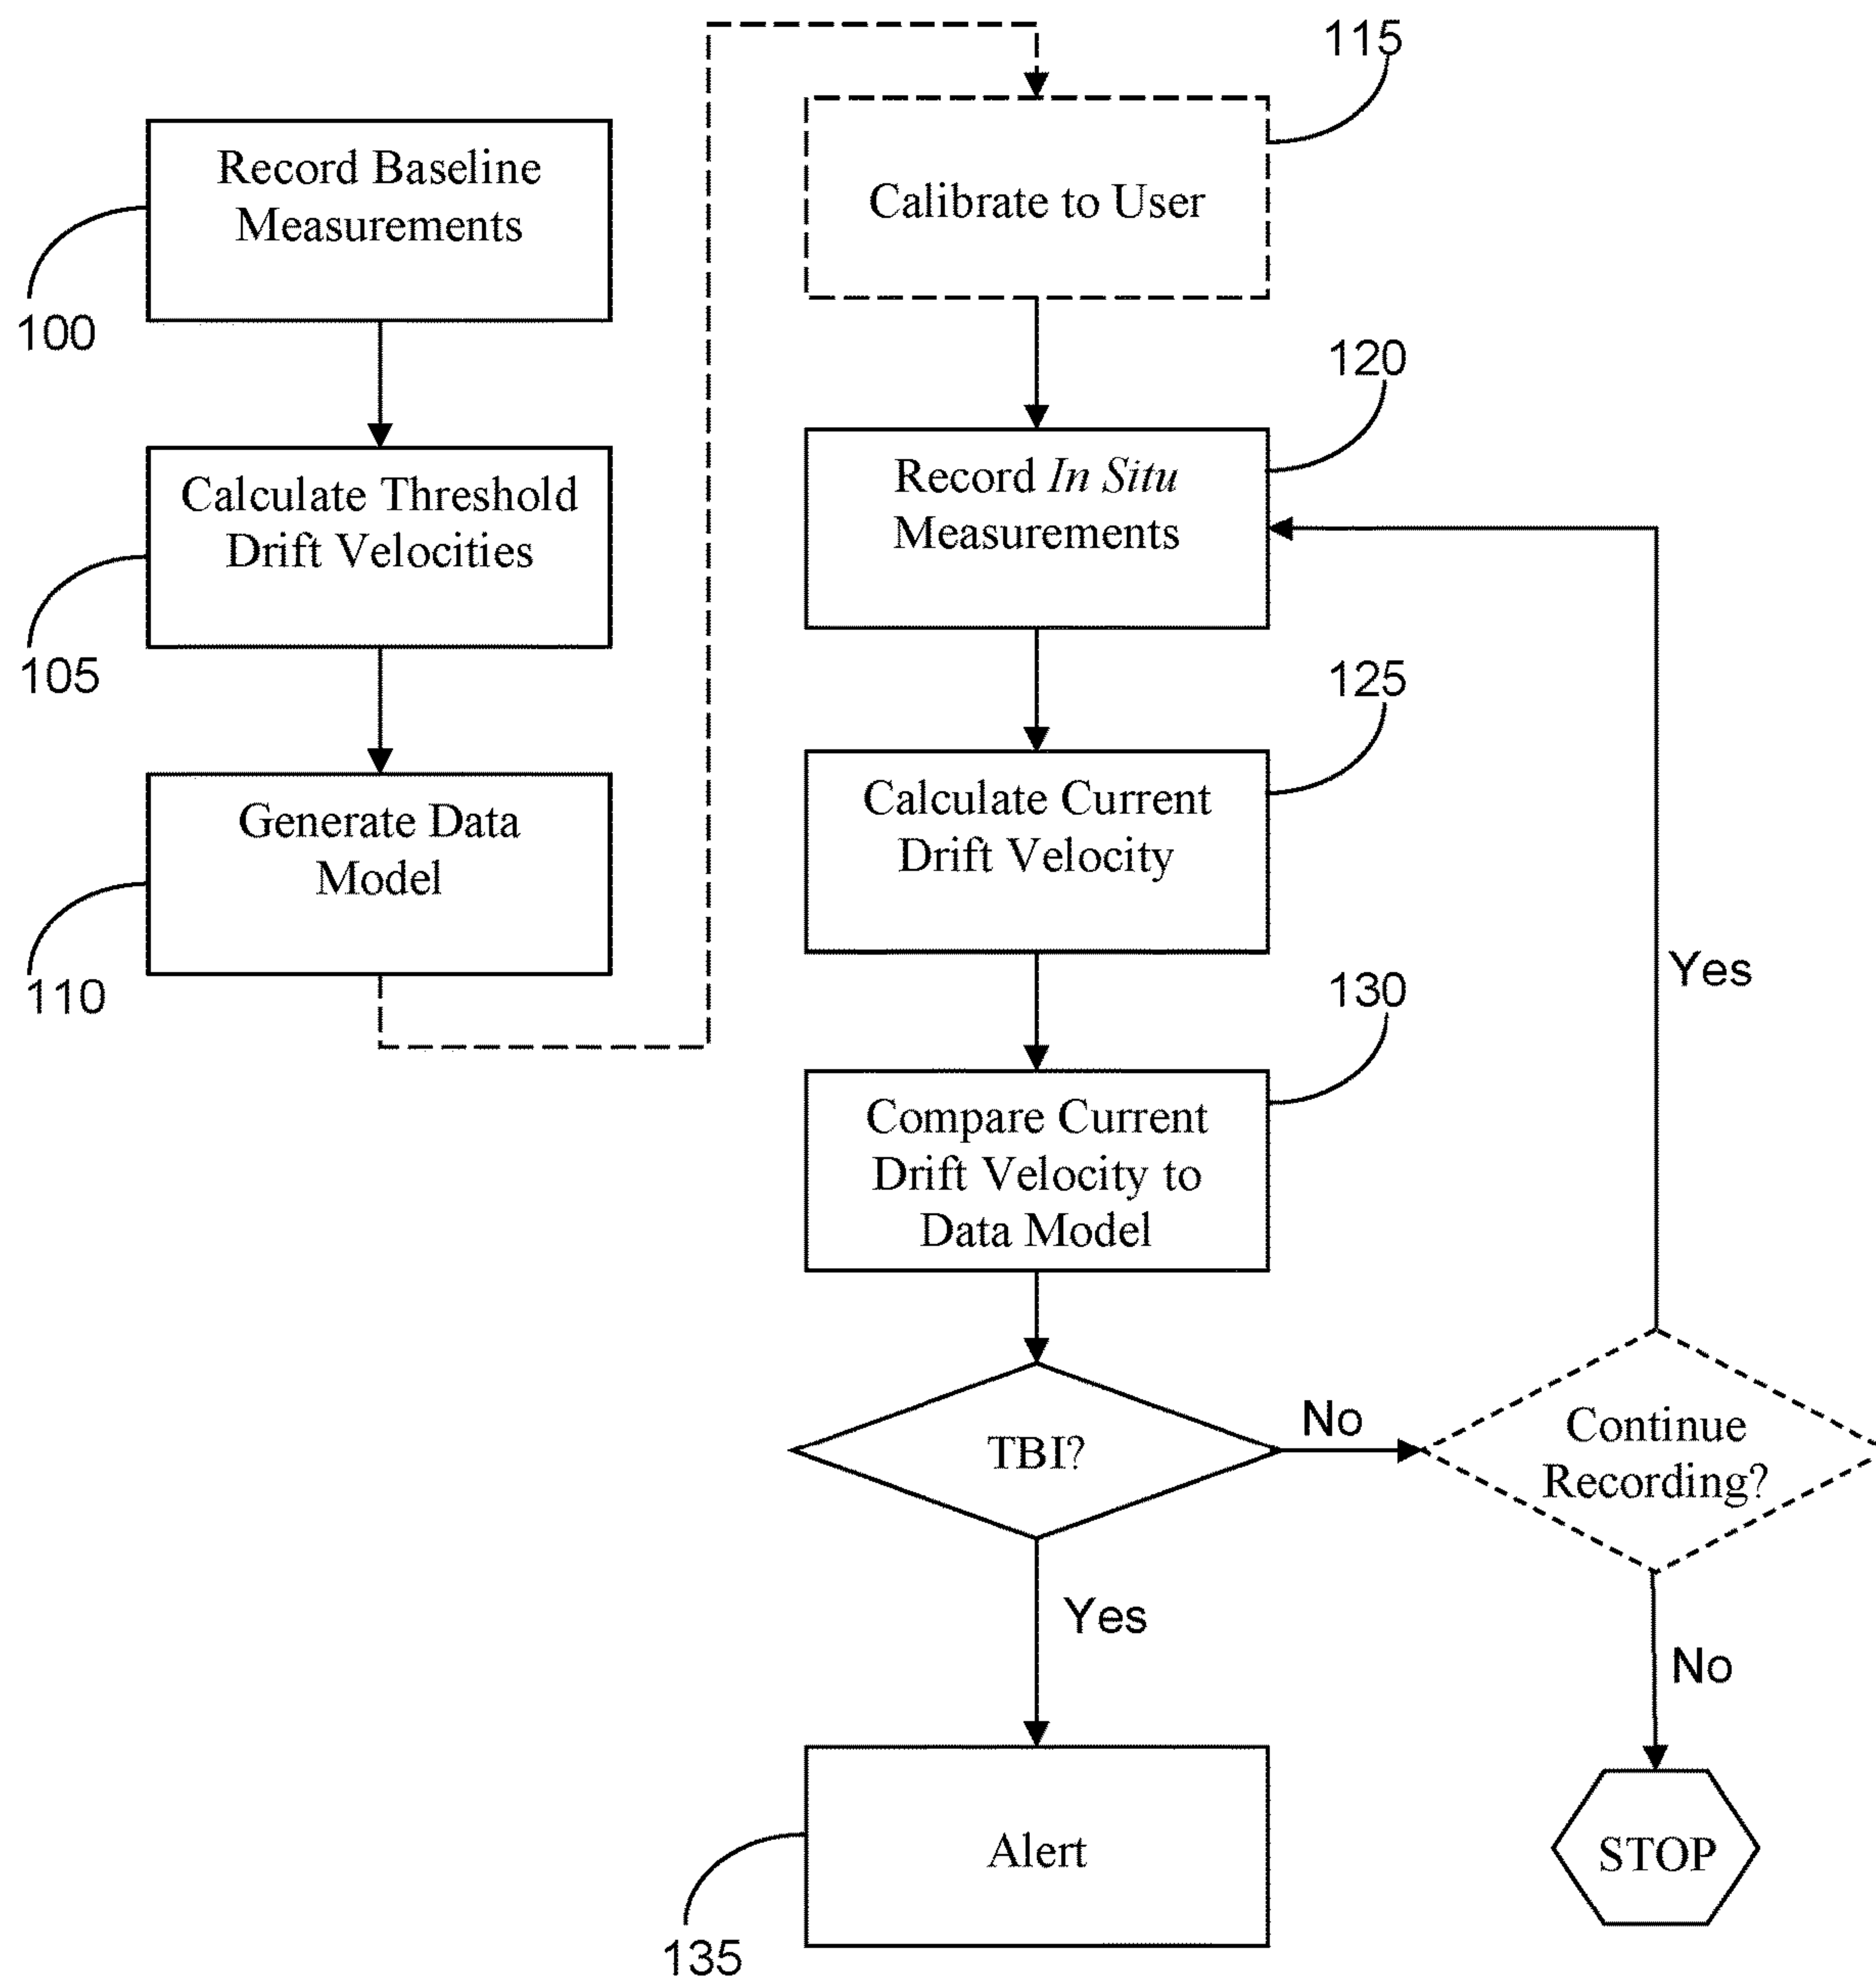 Record Baseline
Measurements
100
Calculate Threshold
Drift Velocities
105
Generate Data
Model
110
115
Calibrate to User
120
Record In Situ
Measurements
125
Calculate Current
Drift Velocity
130
Compare Current
Drift Velocity to
Data Model
Yes
TBI?
No
Continue
Recording?
Yes
No
Alert
135
STOP